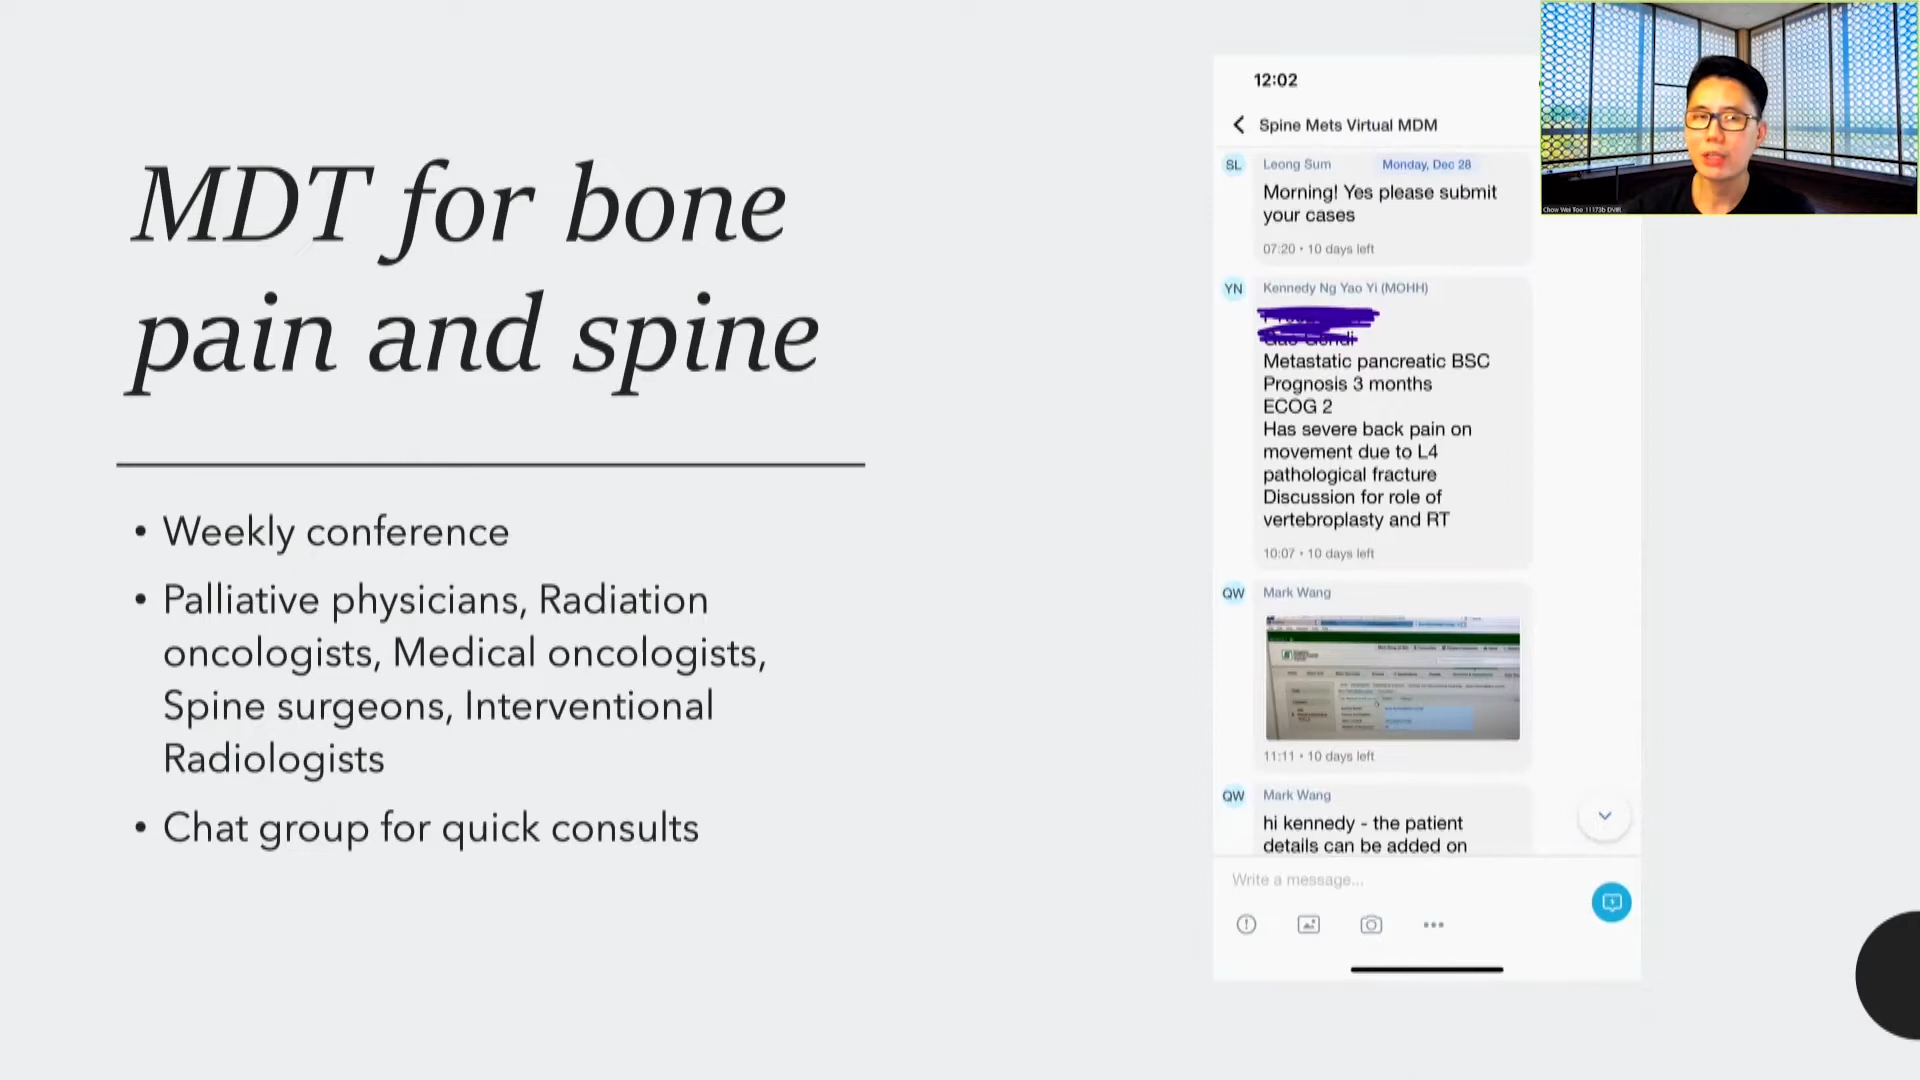 MDT for bone
pain and spine
• Weekly conference
• Palliative physicians, Radiation
oncologists, Medical oncologists,
Spine surgeons, Interventional
Radiologists
• Chat group for quick consults
12:02
Spine Mets Virtual MDM
SL Leong Sum Monday, Dec 28
Morning! Yes please submit
your cases
07:20 • 10 days left
YN Kennedy Ng Yao Yi (MOHH)
Metastatic pancreatic BSC
Prognosis 3 months
ECOG 2
Has severe back pain on
movement due to L4
pathological fracture
Discussion for role of
vertebroplasty and RT
10:07 • 10 days left
QW Mark Wang
11:11 • 10 days left
QW Mark Wang
hi kennedy - the patient
details can be added on
Write a message...
Chow Wei Too 11173b DVIR